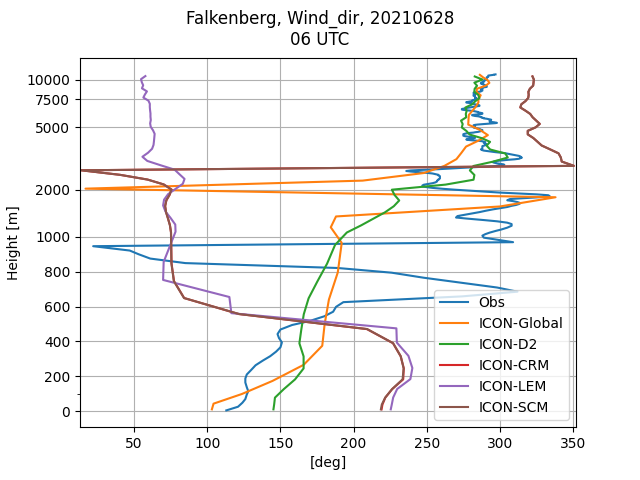 Falkenberg, Wind_dir, 20210628
06 UTC
10000
7500
5000
2000
1000
800
600
400
200
0
Height [m]
50
100
150
200
250
300
350
[deg]
Obs
ICON-Global
ICON-D2
ICON-CRM
ICON-LEM
ICON-SCM